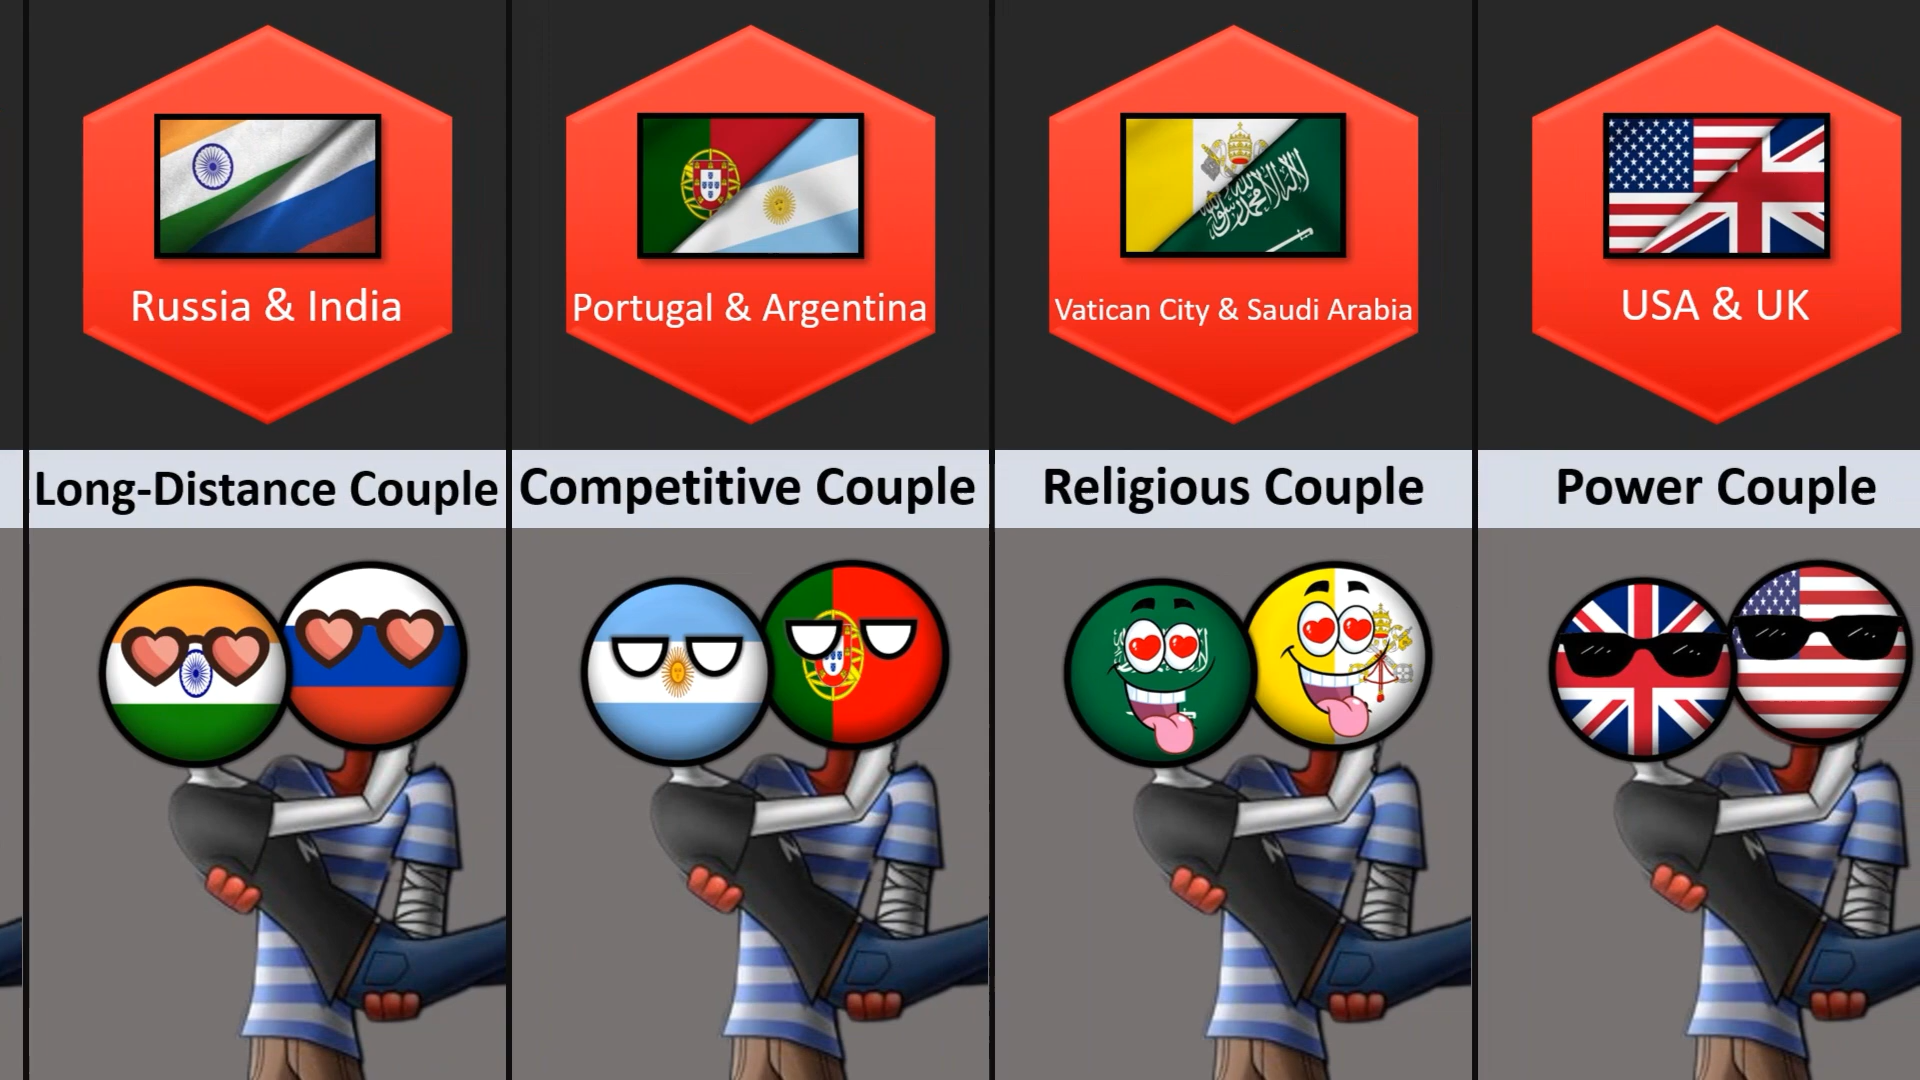 Russia & India
Portugal & Argentina
Vatican City & Saudi Arabia
USA & UK
Long-Distance Couple
Competitive Couple
Religious Couple
Power Couple